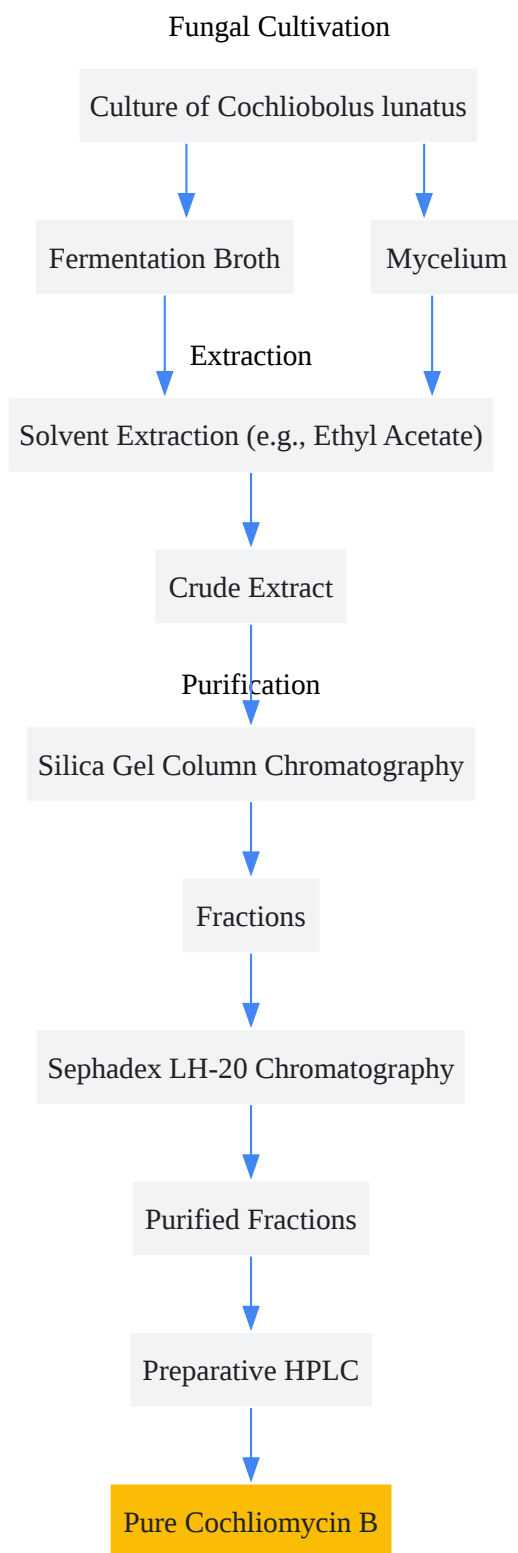 Fungal Cultivation
Culture of Cochliobolus lunatus
Fermentation Broth
Mycelium
Extraction
Solvent Extraction (e.g., Ethyl Acetate)
Crude Extract
Purification
Silica Gel Column Chromatography
Fractions
Sephadex LH-20 Chromatography
Purified Fractions
Preparative HPLC
Pure Cochliomycin B